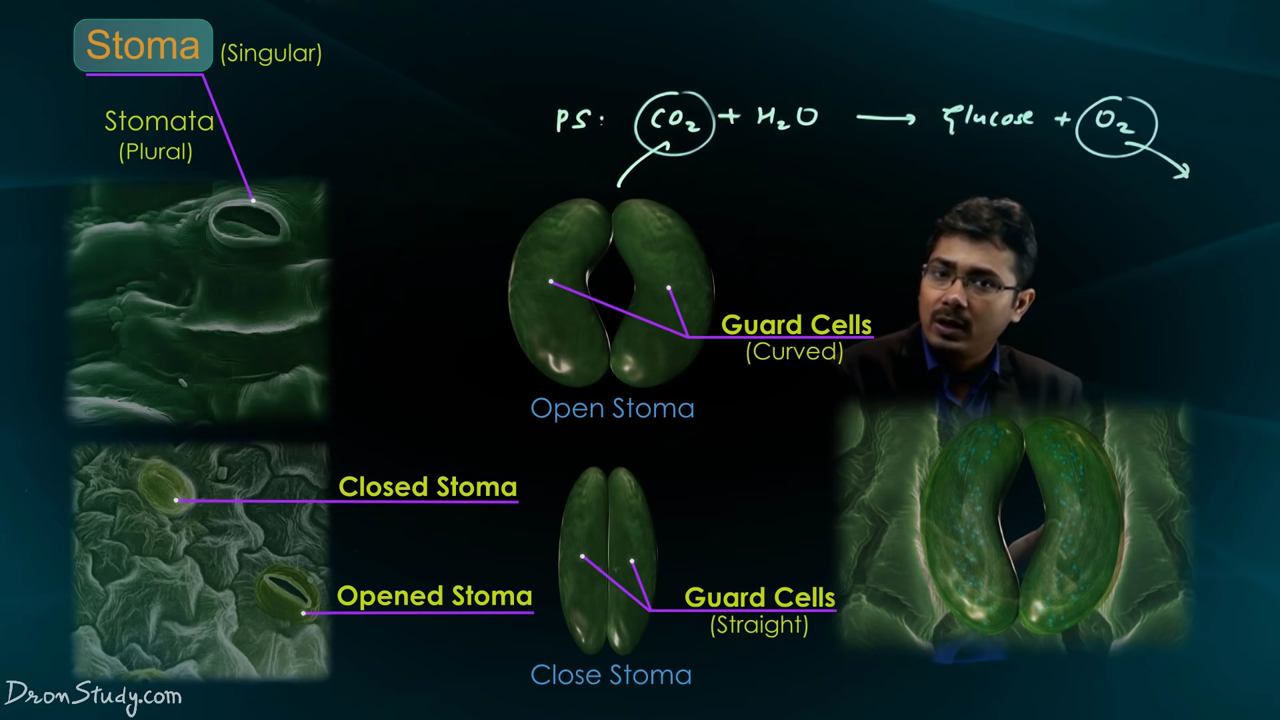 Stoma (Singular)
Stomata
(Plural)
PS: CO2 + H2O → glucose + O2
Guard Cells
(Curved)
Open Stoma
Closed Stoma
Opened Stoma
Guard Cells
(Straight)
Close Stoma
DronStudy.com